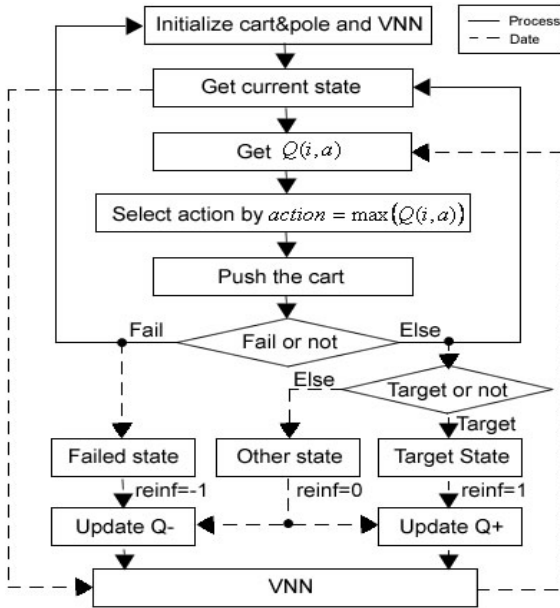 Initialize cart&pole and VNN
Process
Date
Get current state
Get Q(i,a)
Select action by action = max(Q(i,a))
Push the cart
Fail
Fail or not
Else
Else
Target or not
Target
Failed state
Other state
Target State
reinf=-1
reinf=0
reinf=1
Update Q-
Update Q+
VNN